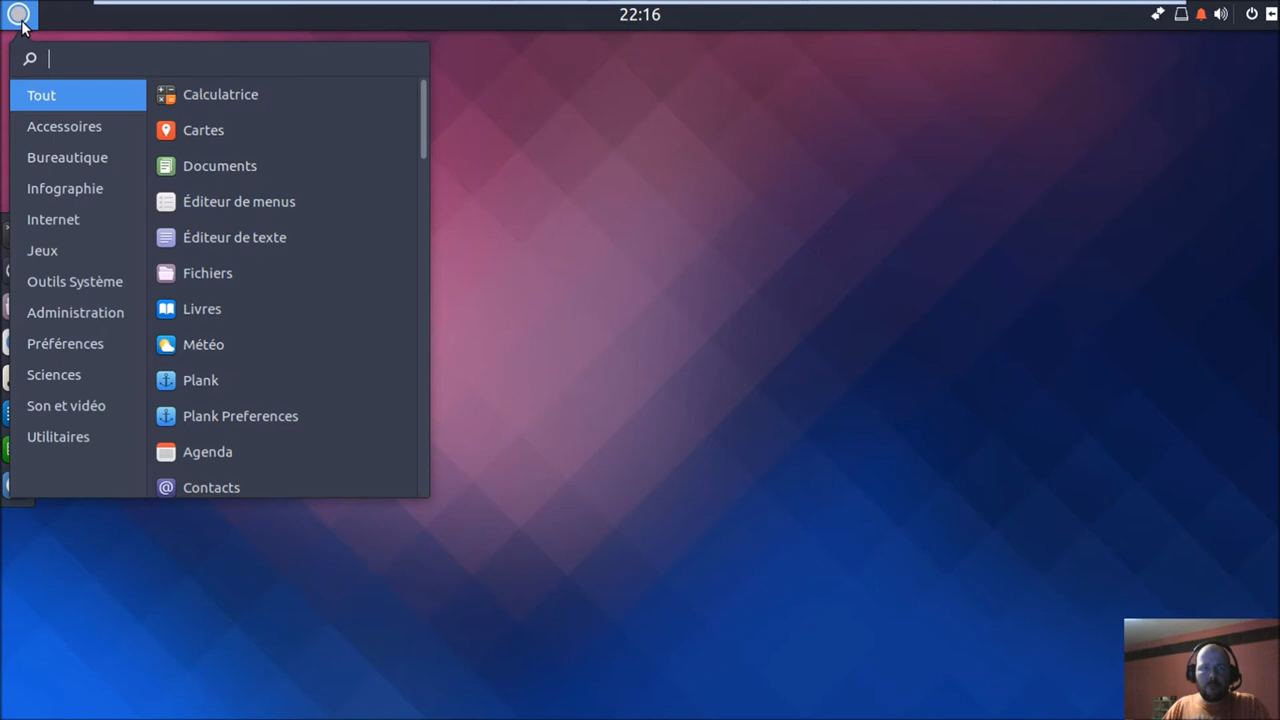 22:16
Tout
Accessoires
Bureautique
Infographie
Internet
Jeux
Outils Système
Administration
Préférences
Sciences
Son et vidéo
Utilitaires
Calculatrice
Cartes
Documents
Éditeur de menus
Éditeur de texte
Fichiers
Livres
Météo
Plank
Plank Preferences
Agenda
Contacts